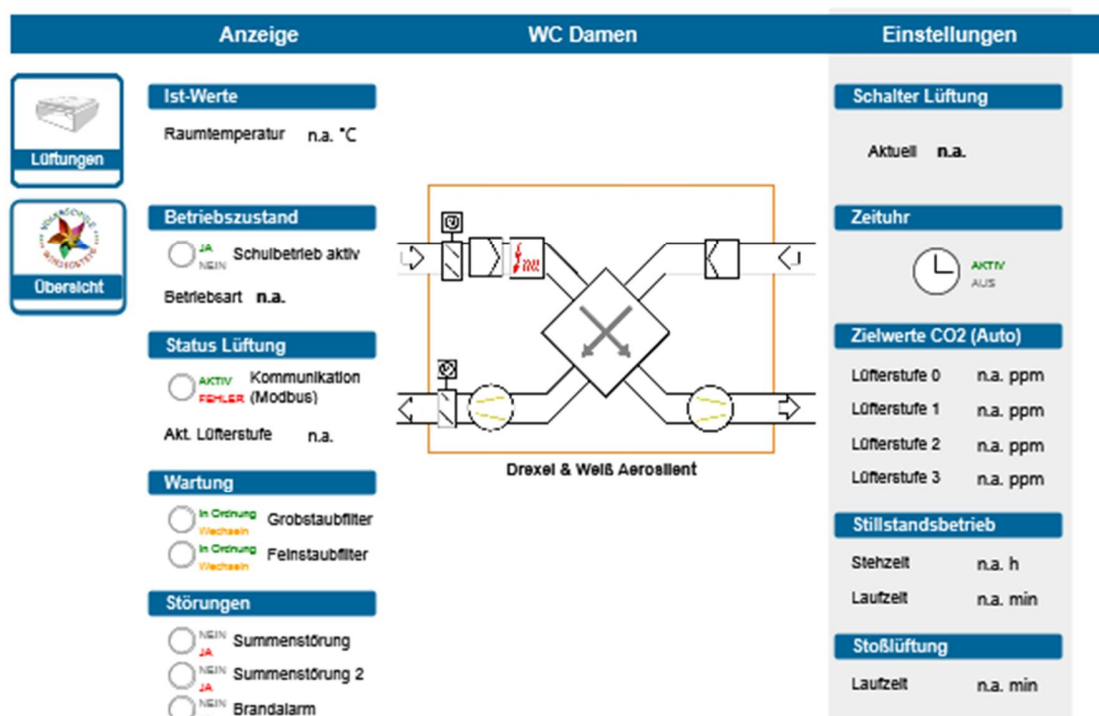 Anzeige
WC Damen
Einstellungen
Lüftungen
Übersicht
Ist-Werte
Raumtemperatur n.a. °C
Betriebszustand
JA
NEIN
Schulbetrieb aktiv
Betriebsart n.a.
Status Lüftung
AKTIV
FEHLER
Kommunikation
(Modbus)
Akt. Lüfterstufe n.a.
Wartung
In Ordnung
Wechseln
Grobstaubfilter
In Ordnung
Wechseln
Feinstaubfilter
Störungen
NEIN
JA
Summenstörung
NEIN
JA
Summenstörung 2
NEIN
Brandalarm
Drexel & Weiß Aerosilent
Schalter Lüftung
Aktuell n.a.
Zeituhr
AKTIV
AUS
Zielwerte CO2 (Auto)
Lüfterstufe 0 n.a. ppm
Lüfterstufe 1 n.a. ppm
Lüfterstufe 2 n.a. ppm
Lüfterstufe 3 n.a. ppm
Stillstandsbetrieb
Stehzeit n.a. h
Laufzeit n.a. min
Stoßlüftung
Laufzeit n.a. min